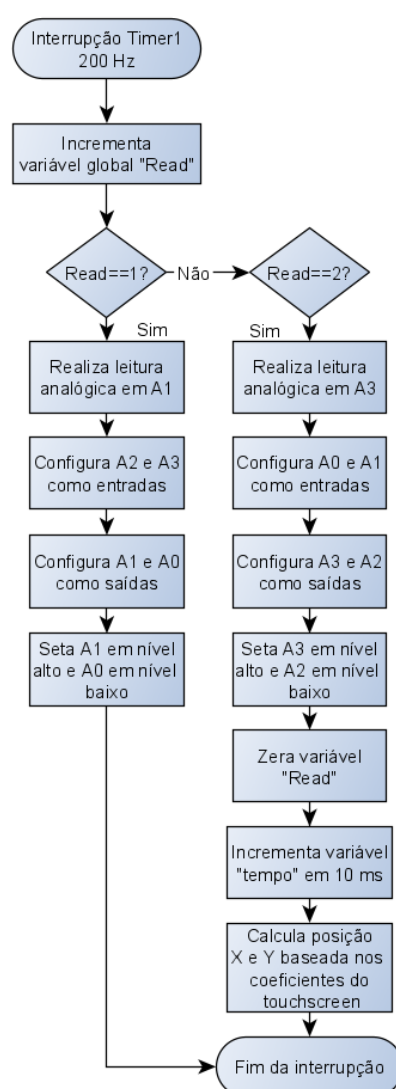 Interrupção Timer1
200 Hz
Incrementa
variável global "Read"
Read==1?
Não
Read==2?
Sim
Sim
Realiza leitura
analógica em A1
Realiza leitura
analógica em A3
Configura A2 e A3
como entradas
Configura A0 e A1
como entradas
Configura A1 e A0
como saídas
Configura A3 e A2
como saídas
Seta A1 em nível
alto e A0 em nível
baixo
Seta A3 em nível
alto e A2 em nível
baixo
Zera variável
"Read"
Incrementa variável
"tempo" em 10 ms
Calcula posição
X e Y baseada nos
coeficientes do
touchscreen
Fim da interrupção